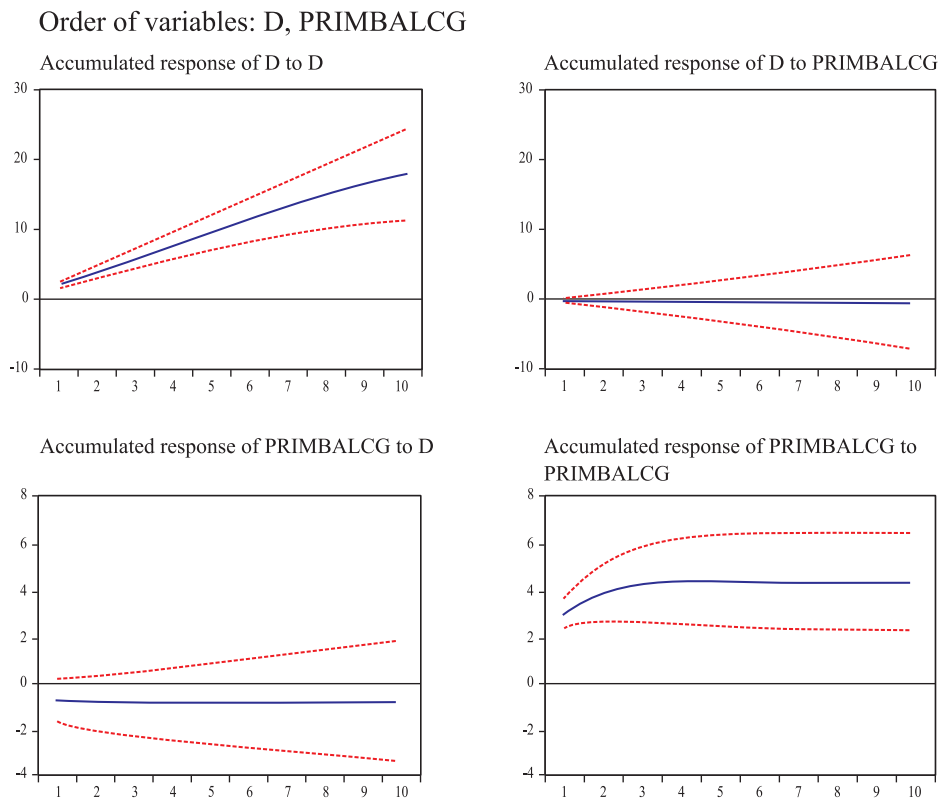 Order of variables: D, PRIMBALCG
Accumulated response of D to D
30
20
10
0
-10
1 2 3 4 5 6 7 8 9 10
Accumulated response of D to PRIMBALCG
30
20
10
0
-10
1 2 3 4 5 6 7 8 9 10
Accumulated response of PRIMBALCG to D
8
6
4
2
0
-2
-4
1 2 3 4 5 6 7 8 9 10
Accumulated response of PRIMBALCG to
PRIMBALCG
8
6
4
2
0
-2
-4
1 2 3 4 5 6 7 8 9 10